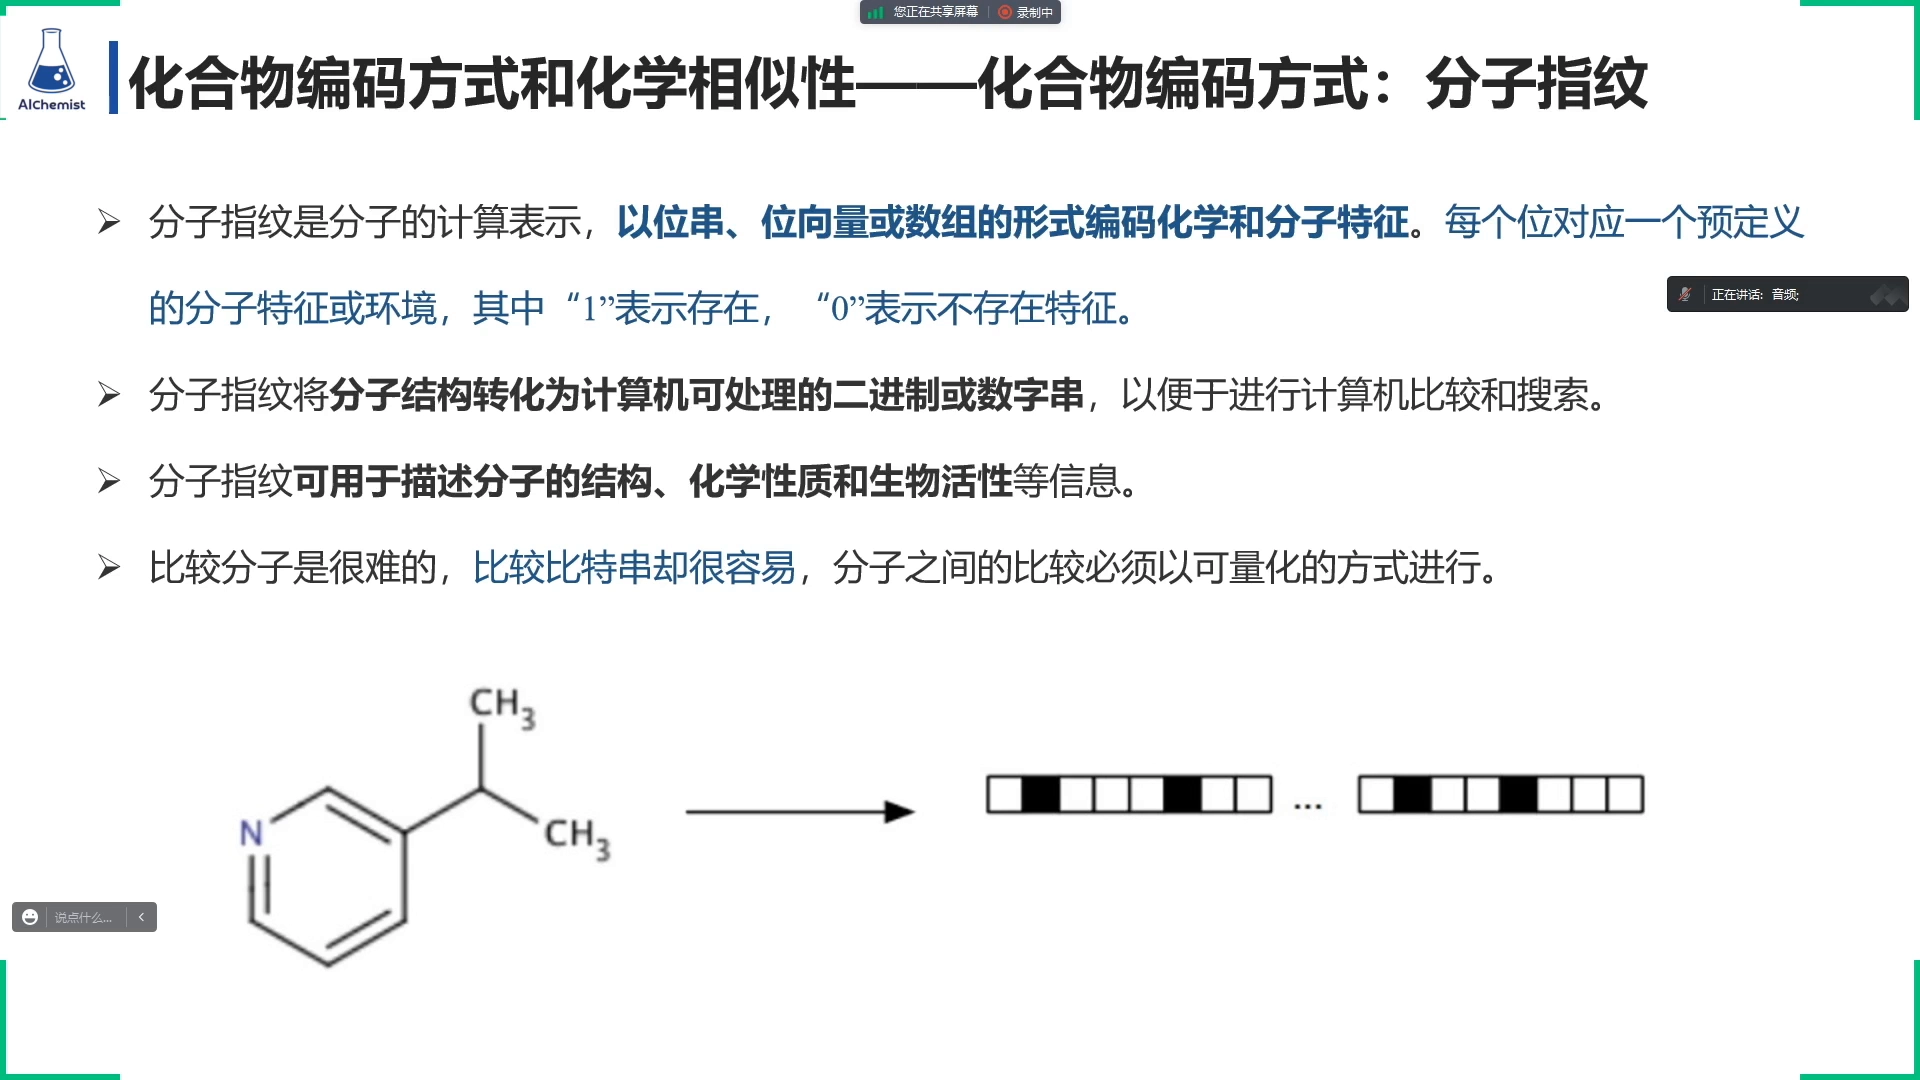 您正在共享屏幕 录制中
AIChemist
化合物编码方式和化学相似性——化合物编码方式：分子指纹
分子指纹是分子的计算表示，以位串、位向量或数组的形式编码化学和分子特征。每个位对应一个预定义
的分子特征或环境，其中“1”表示存在，“0”表示不存在特征。
正在讲话: 音频;
分子指纹将分子结构转化为计算机可处理的二进制或数字串，以便于进行计算机比较和搜索。
分子指纹可用于描述分子的结构、化学性质和生物活性等信息。
比较分子是很难的，比较比特串却很容易，分子之间的比较必须以可量化的方式进行。
CH3
N
CH3
...
说点什么...